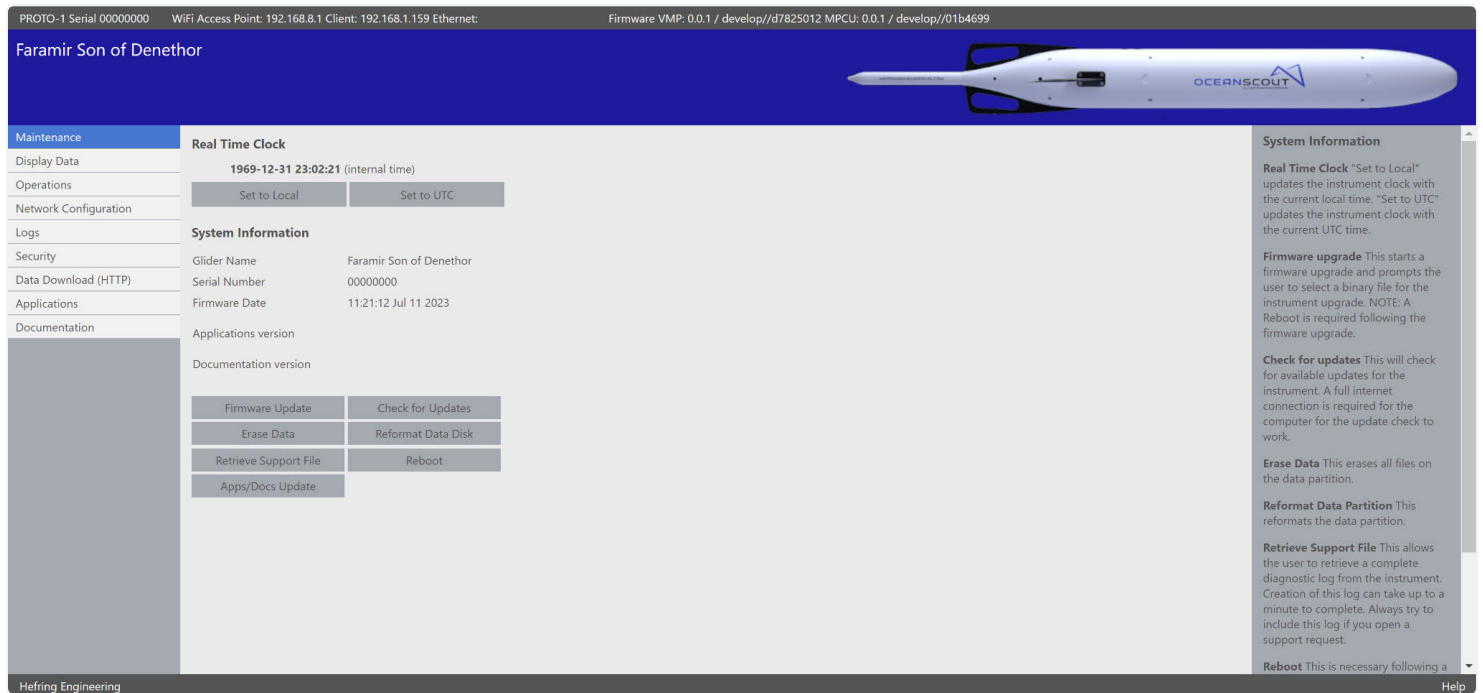 PROTO-1 Serial 00000000 WiFi Access Point: 192.168.8.1 Client: 192.168.1.159 Ethernet: Firmware VMP: 0.0.1 / develop//d7825012 MPCU: 0.0.1 / develop//01b4699
Faramir Son of Denethor
OCEANSCOUT
Maintenance
Display Data
Operations
Network Configuration
Logs
Security
Data Download (HTTP)
Applications
Documentation
Real Time Clock
1969-12-31 23:02:21 (internal time)
Set to Local Set to UTC
System Information
Glider Name Faramir Son of Denethor
Serial Number 00000000
Firmware Date 11:21:12 Jul 11 2023
Applications version
Documentation version
Firmware Update Check for Updates
Erase Data Reformat Data Disk
Retrieve Support File Reboot
Apps/Docs Update
System Information
Real Time Clock "Set to Local"
updates the instrument clock with
the current local time. "Set to UTC"
updates the instrument clock with
the current UTC time.
Firmware upgrade This starts a
firmware upgrade and prompts the
user to select a binary file for the
instrument upgrade. NOTE: A
Reboot is required following the
firmware upgrade.
Check for updates This will check
for available updates for the
instrument. A full internet
connection is required for the
computer for the update check to
work.
Erase Data This erases all files on
the data partition.
Reformat Data Partition This
reformats the data partition.
Retrieve Support File This allows
the user to retrieve a complete
diagnostic log from the instrument.
Creation of this log can take up to a
minute to complete. Always try to
include this log if you open a
support request.
Reboot This is necessary following a
Hefring Engineering Help